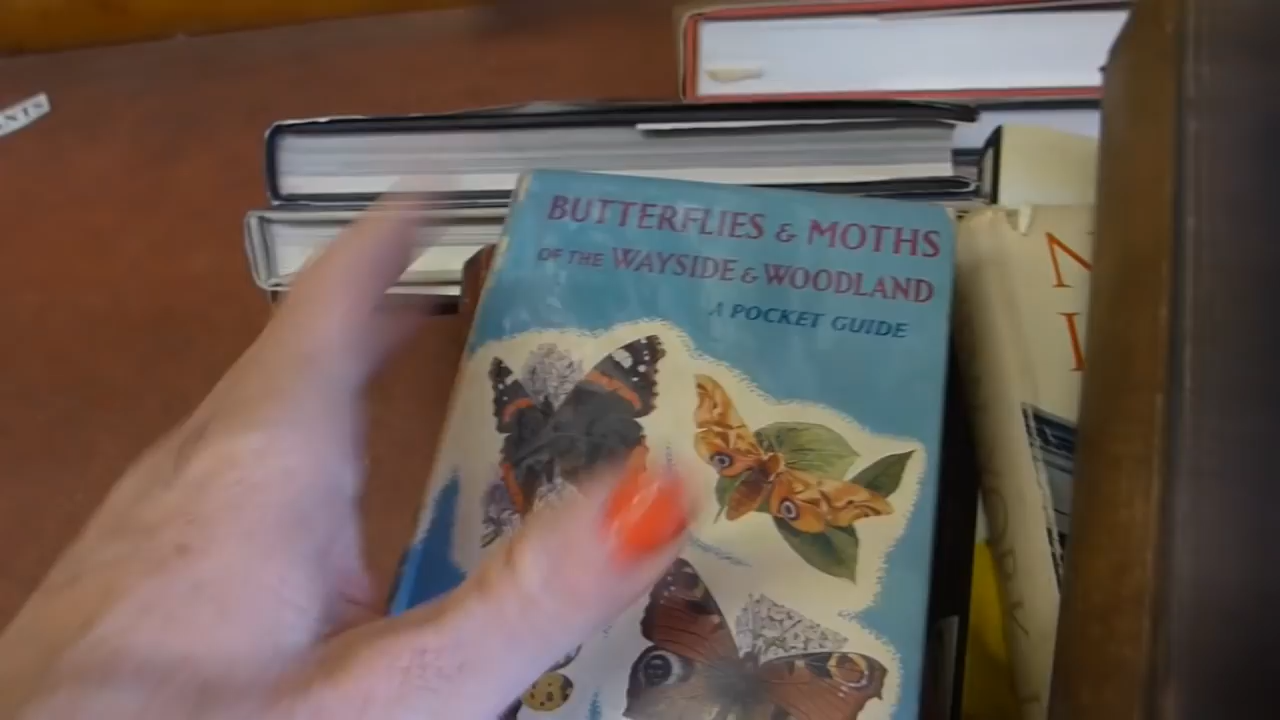 BUTTERFLIES & MOTHS
OF THE WAYSIDE & WOODLAND
A POCKET GUIDE